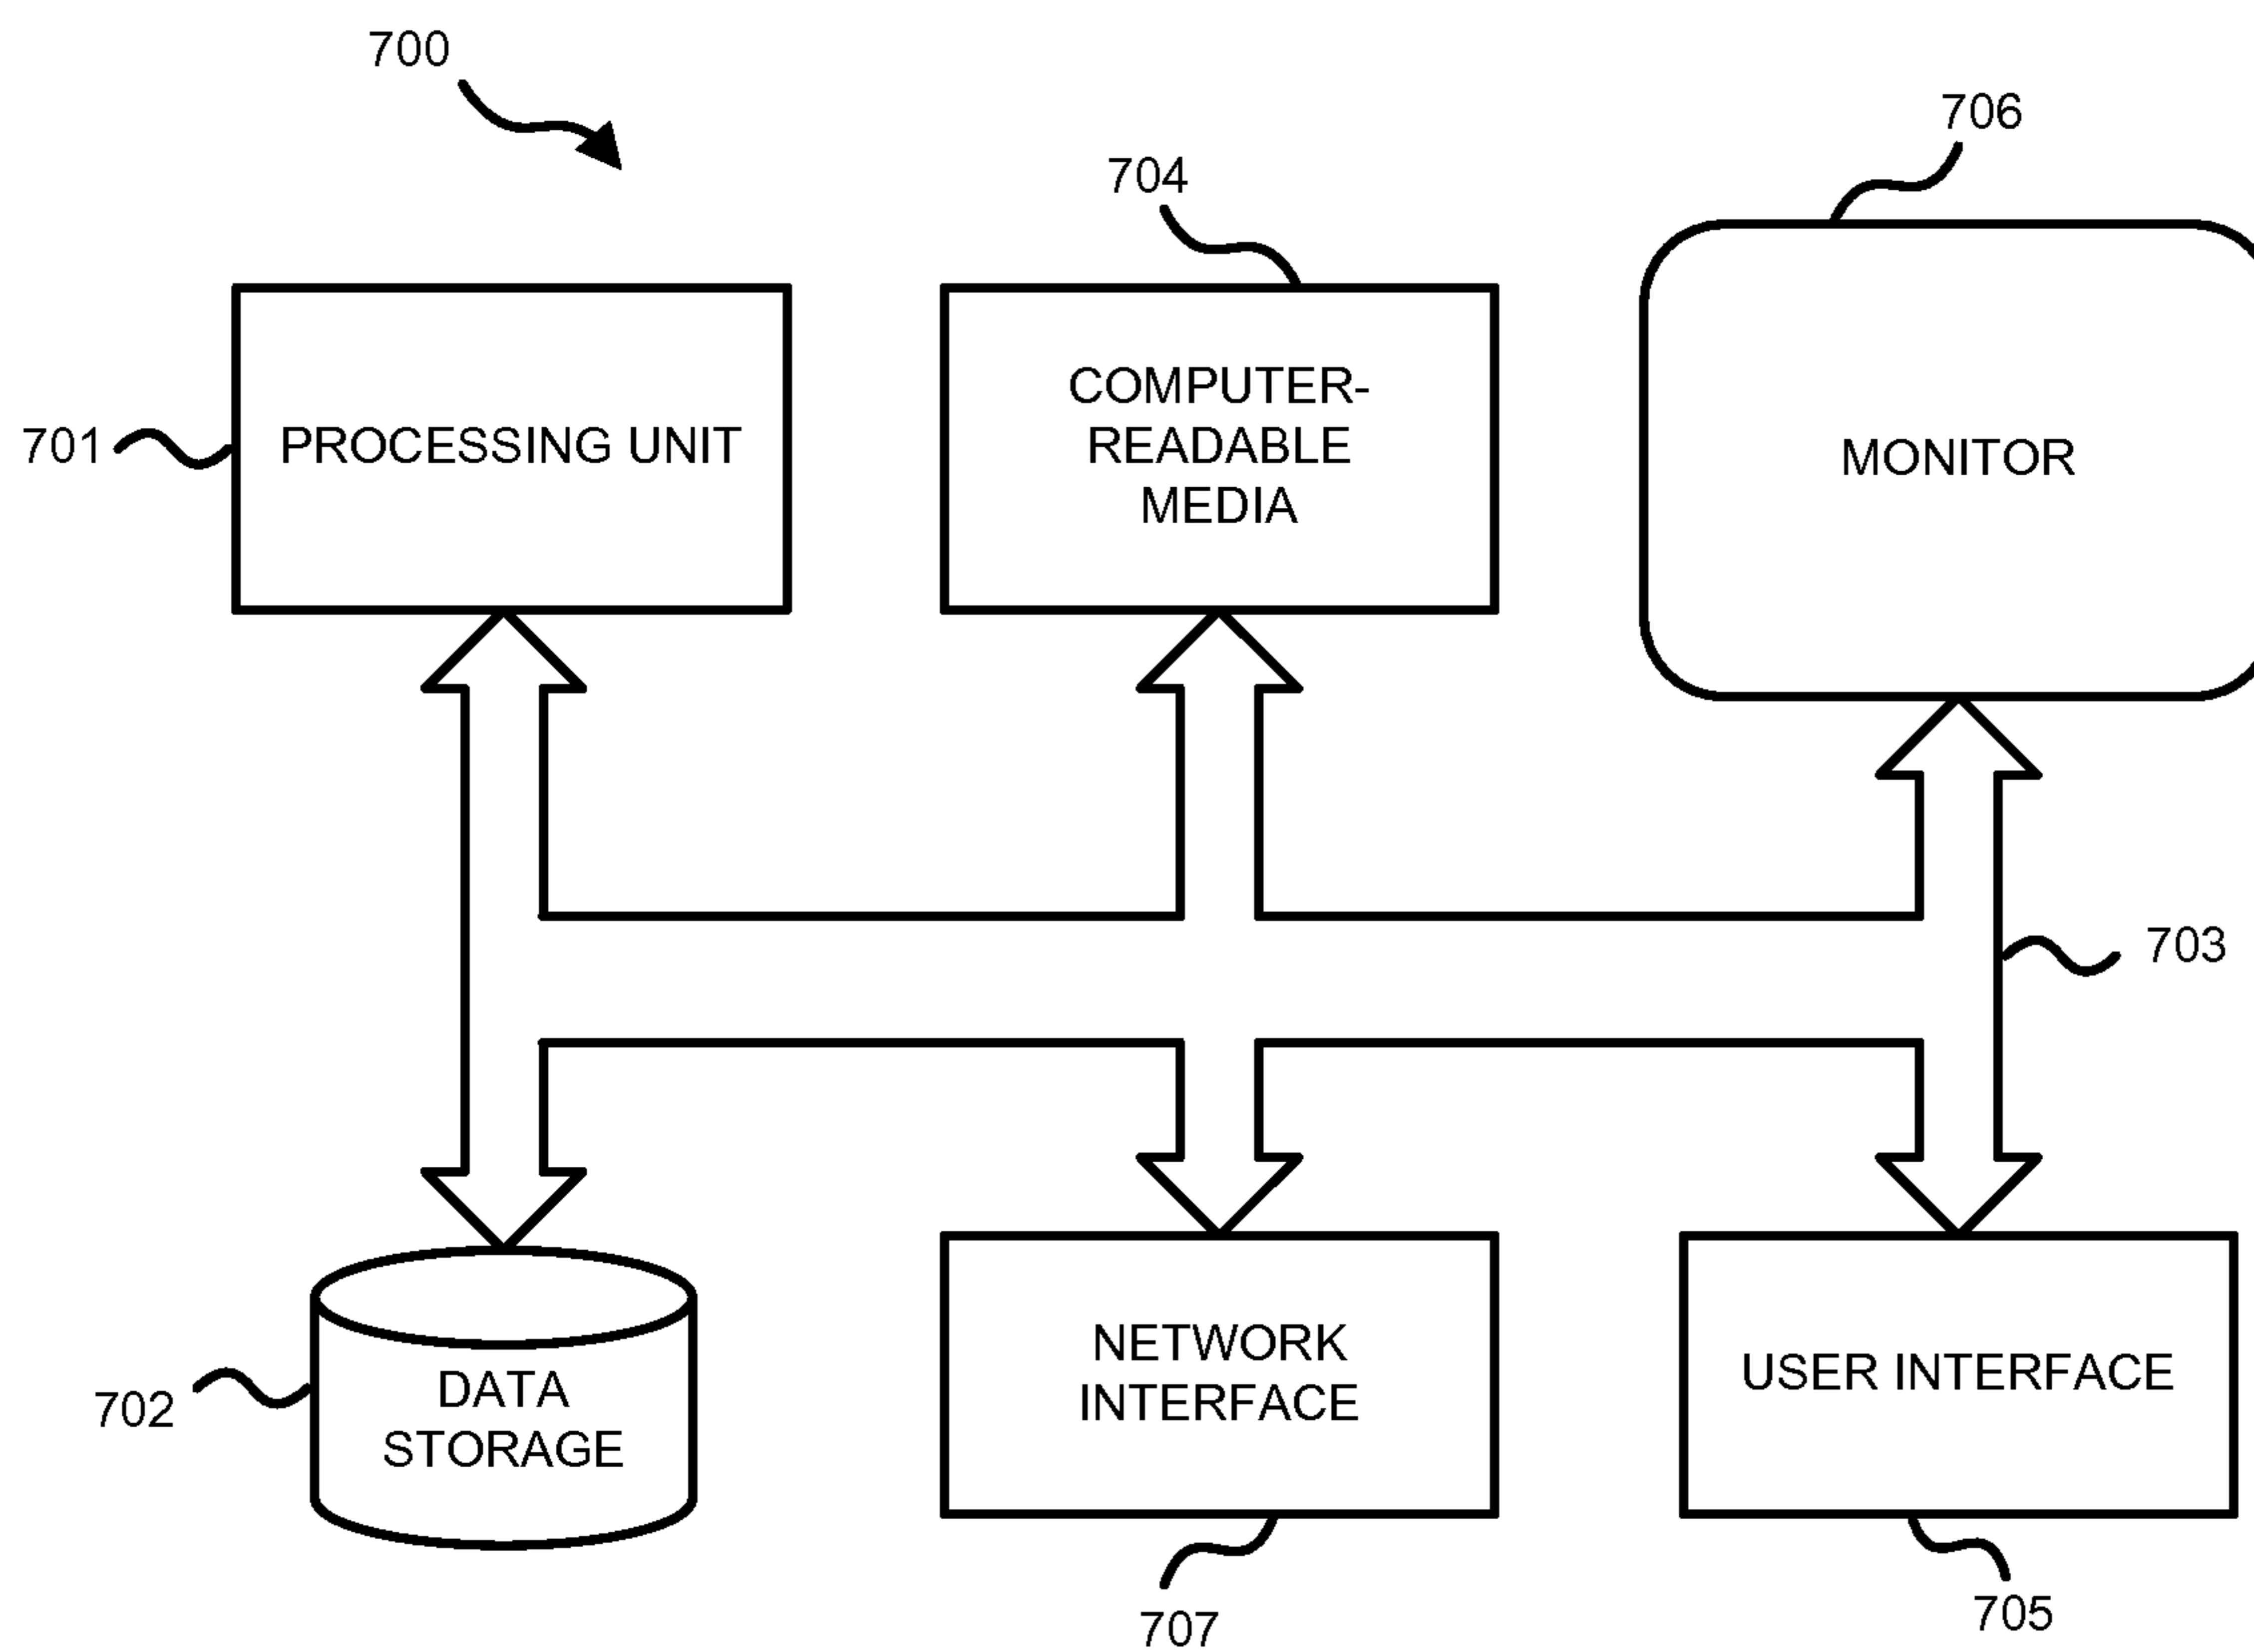 700
706
704
COMPUTER-
READABLE
MEDIA
701
PROCESSING UNIT
MONITOR
703
702
DATA
STORAGE
NETWORK
INTERFACE
USER INTERFACE
707
705